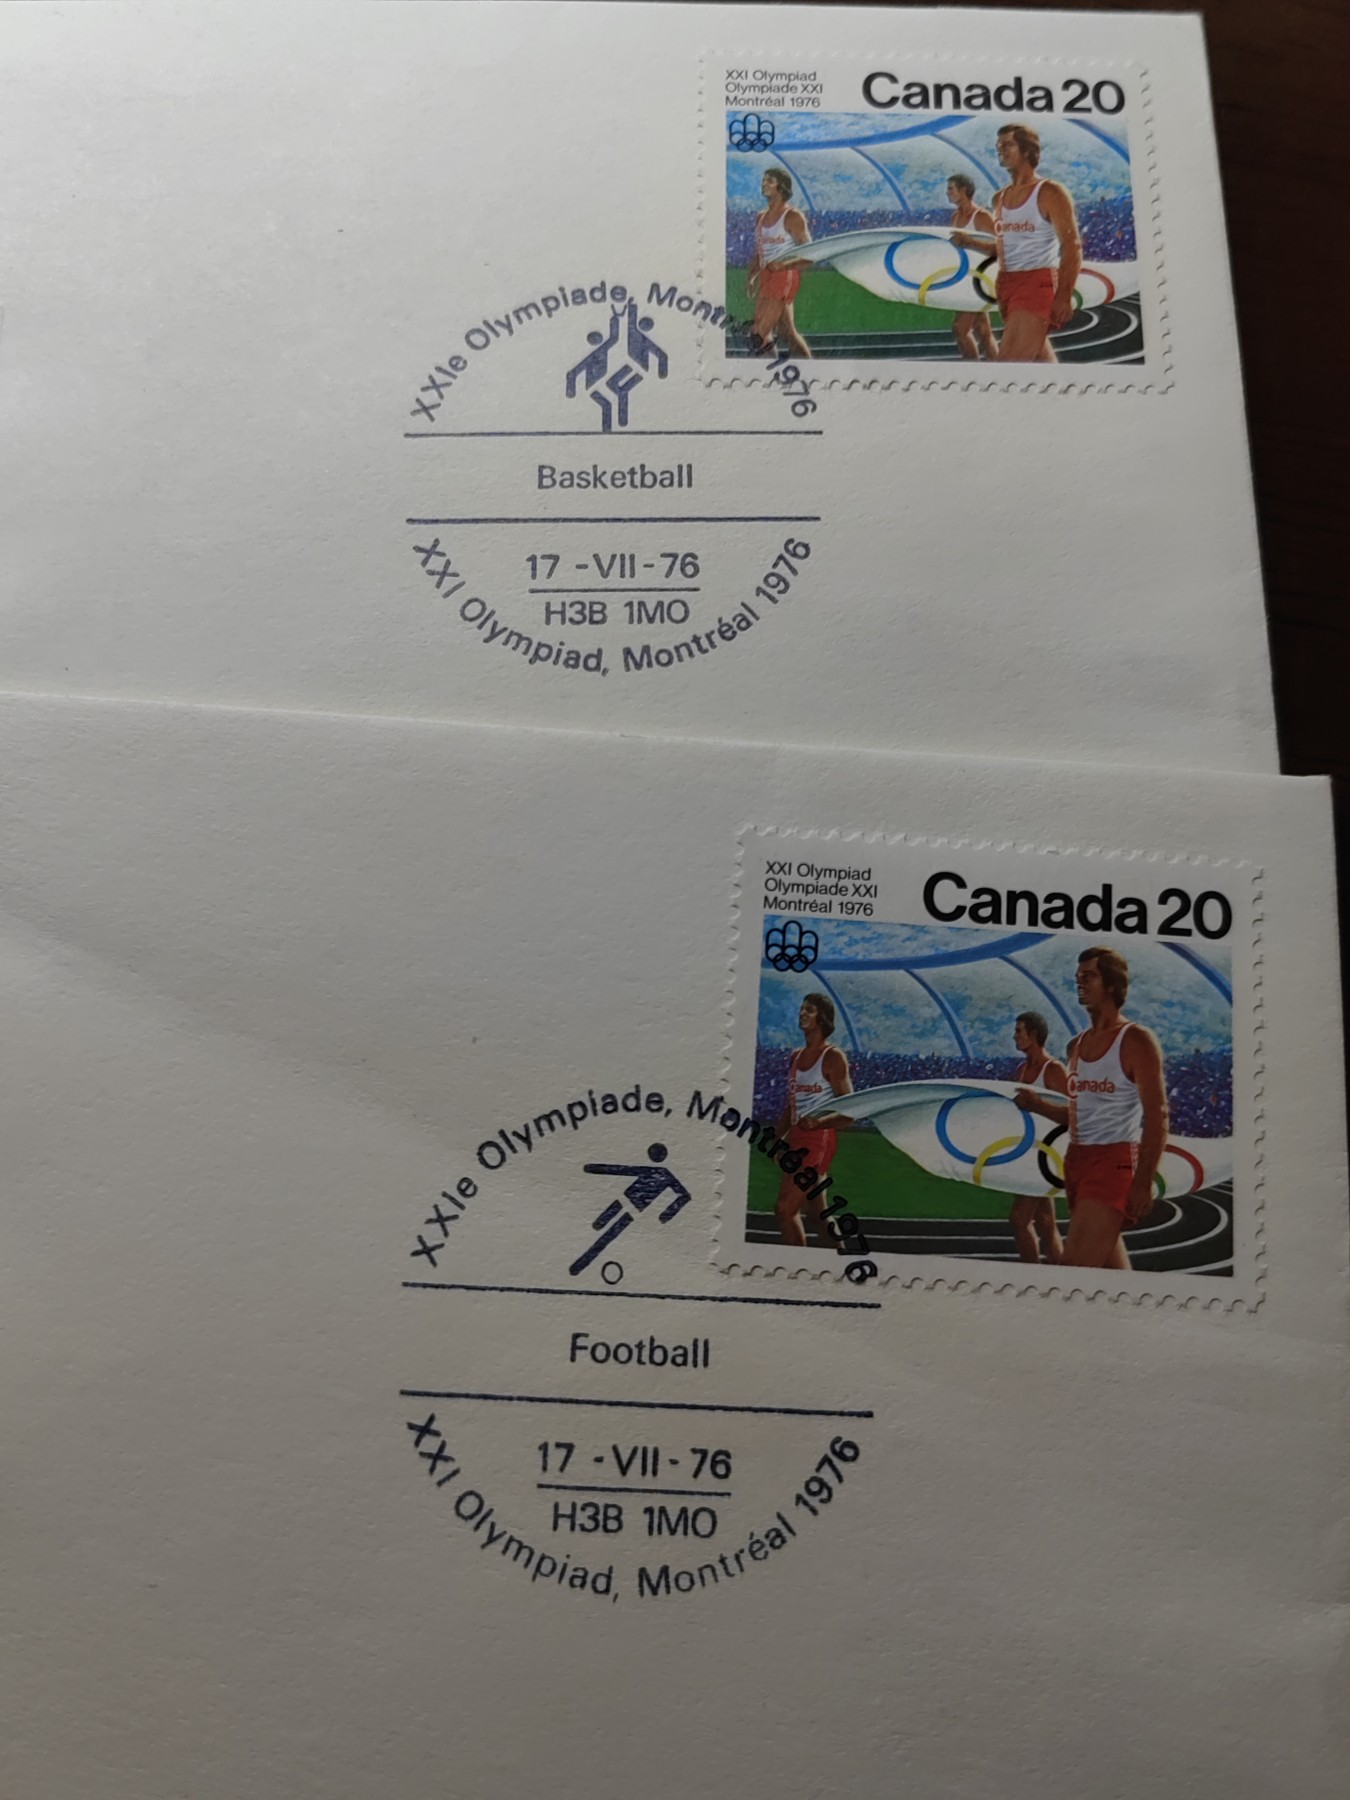 XXI Olympiad
Olympiade XXI
Montréal 1976
Canada 20
Canada
Canada
XXIe Olympiade, Montréal 1976
Basketball
17 -VII-76
H3B 1M0
XXI Olympiad, Montréal 1976
XXI Olympiad
Olympiade XXI
Montréal 1976
Canada 20
Canada
Canada
XXIe Olympiade, Montréal 1976
Football
17 -VII-76
H3B 1M0
XXI Olympiad, Montréal 1976